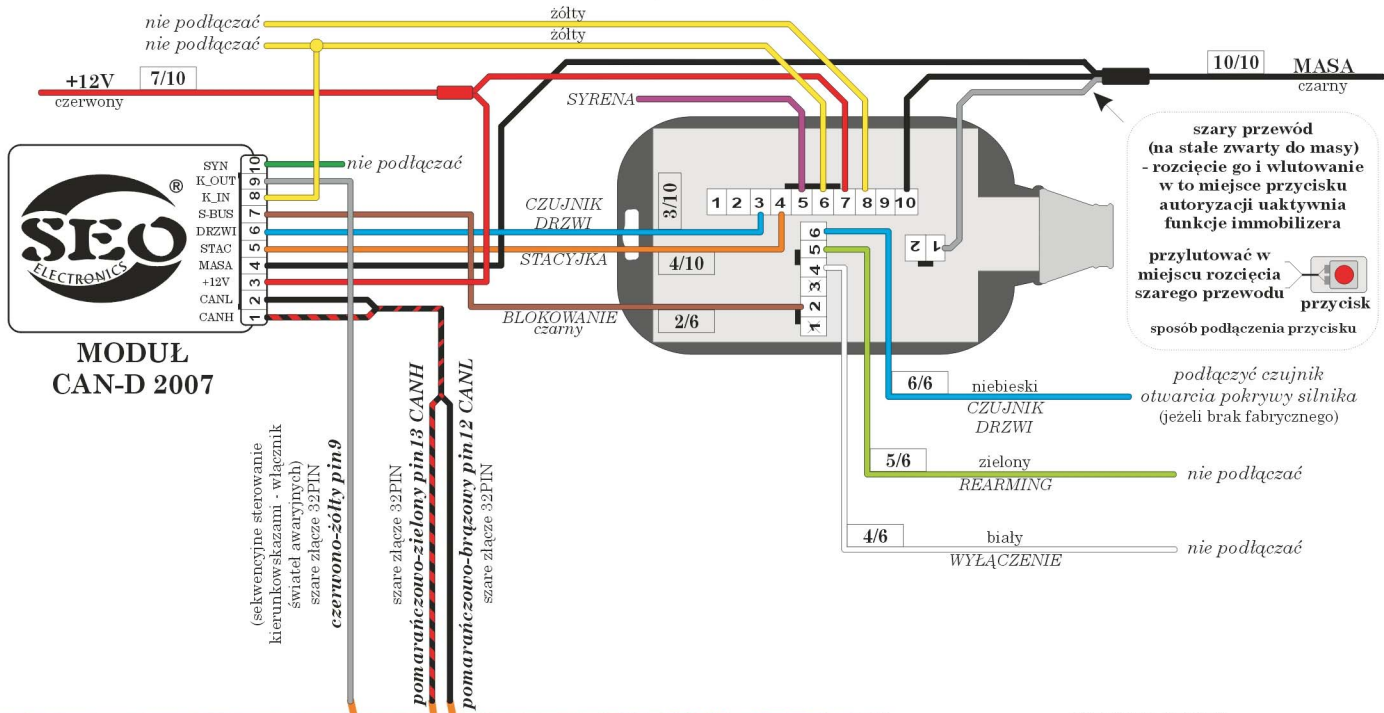 nie podłączać
żółty
nie podłączać
żółty
+12V
7/10
czerwony
10/10
MASA
czarny
SYRENA
SEO
®
ELECTRONICS
SYN
10
nie podłączać
K_OUT
9
K_IN
8
S-BUS
7
DRZWI
6
STAC
5
MASA
4
+12V
3
CANL
2
CANH
1
MODUŁ
CAN-D 2007
CZUJNIK
DRZWI
3/10
STACYJKA
4/10
BLOKOWANIE
czarny
2/6
1 2 3 4 5 6 7 8 9 10
6
5
4
3
2
1
2 1
szary przewód
(na stałe zwarty do masy)
- rozcięcie go i wlutowanie
w to miejsce przycisku
autoryzacji uaktywnia
funkcje immobilizera
przylutować w
miejscu rozcięcia
szarego przewodu
przycisk
sposób podłączenia przycisku
6/6
niebieski
CZUJNIK
DRZWI
podłączyć czujnik
otwarcia pokrywy silnika
(jeżeli brak fabrycznego)
5/6
zielony
REARMING
nie podłączać
4/6
biały
WYŁĄCZENIE
nie podłączać
(sekwencyjne sterowanie
kierunkowskazami - włącznik
świateł awaryjnych)
szare złącze 32PIN
czerwono-żółty pin9
szare złącze 32PIN
pomarańczowo-zielony pin13 CANH
pomarańczowo-brązowy pin12 CANL
szare złącze 32PIN